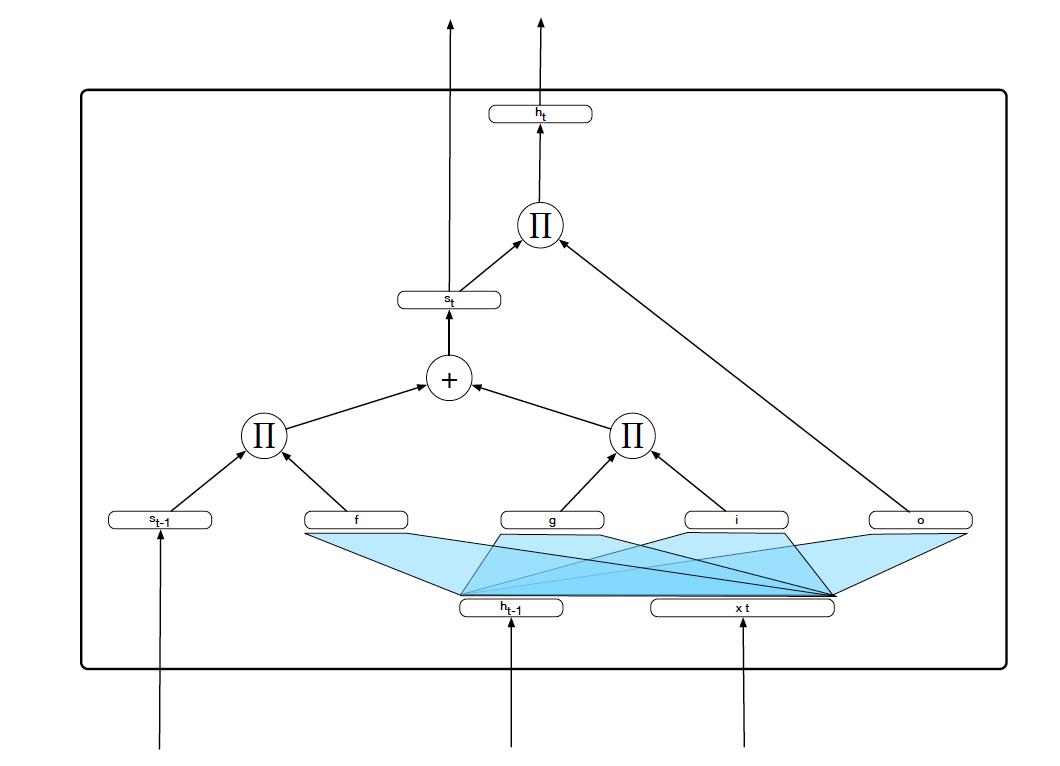 h_t
∏
s_t
+
∏ ∏
s_t-1 f g i o
h_t-1 x t